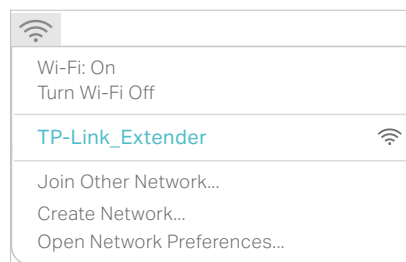 Wi-Fi: On
Turn Wi-Fi Off
TP-Link_Extender
Join Other Network...
Create Network...
Open Network Preferences...